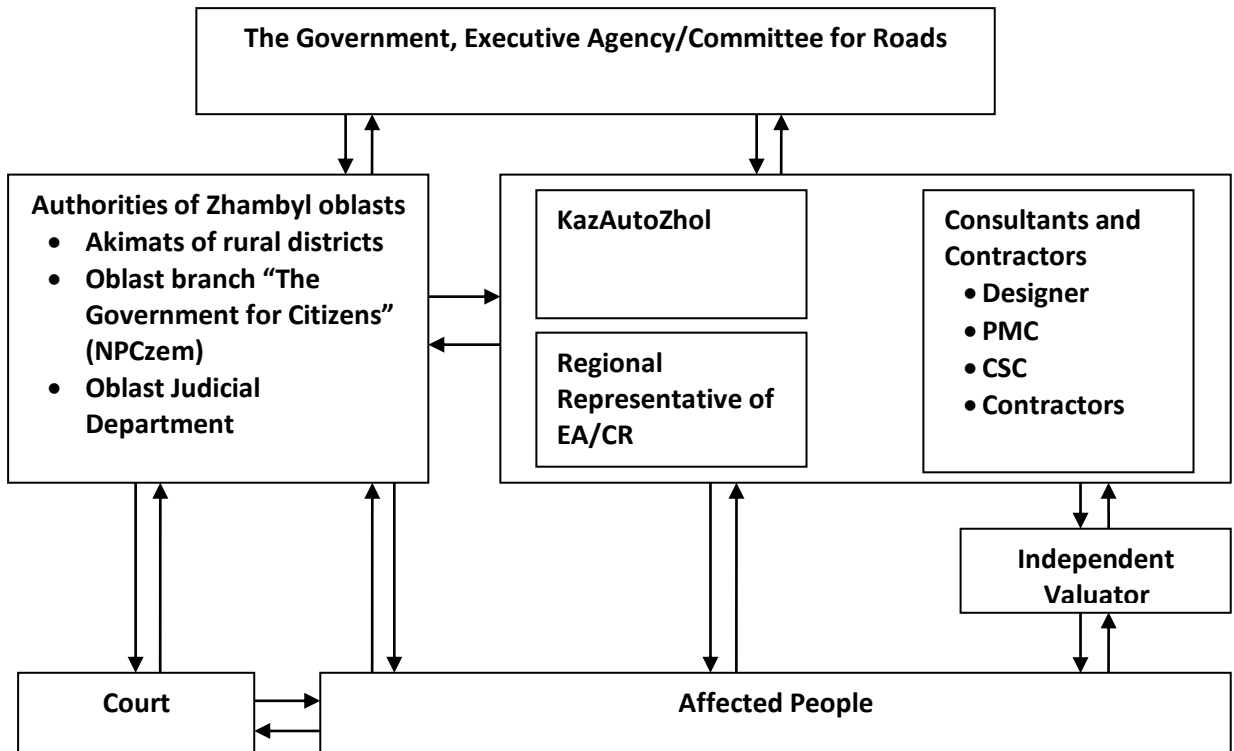 The Government, Executive Agency/Committee for Roads
Authorities of Zhambyl oblasts
• Akimats of rural districts
• Oblast branch “The
Government for Citizens”
(NPCzem)
• Oblast Judicial
Department
KazAutoZhol
Regional
Representative of
EA/CR
Consultants and
Contractors
• Designer
• PMC
• CSC
• Contractors
Independent
Valuator
Court
Affected People